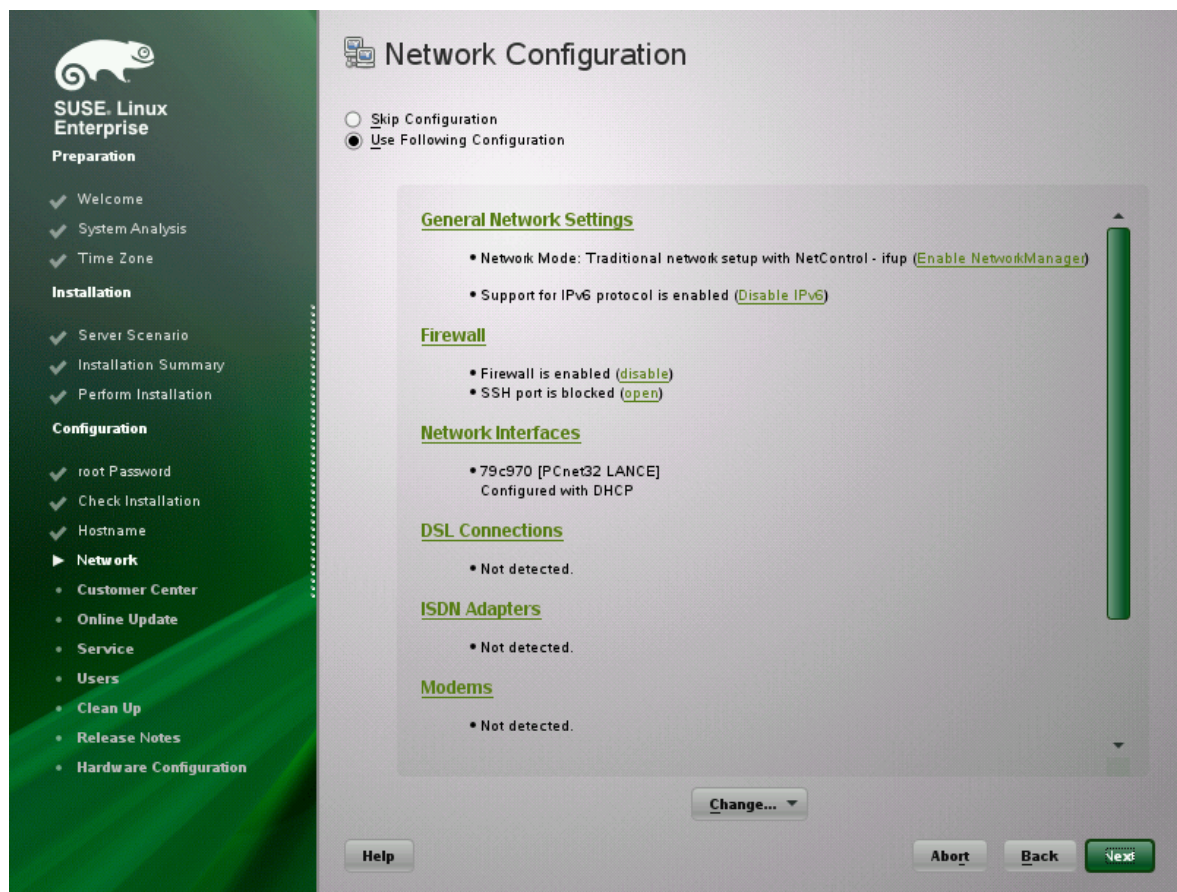 SUSE. Linux
Enterprise
Preparation
Welcome
System Analysis
Time Zone
Installation
Server Scenario
Installation Summary
Perform Installation
Configuration
root Password
Check Installation
Hostname
Network
Customer Center
Online Update
Service
Users
Clean Up
Release Notes
Hardware Configuration
Network Configuration
Skip Configuration
Use Following Configuration
General Network Settings
• Network Mode: Traditional network setup with NetControl - ifup (Enable NetworkManager)
• Support for IPv6 protocol is enabled (Disable IPv6)
Firewall
• Firewall is enabled (disable)
• SSH port is blocked (open)
Network Interfaces
• 79c970 [PCnet32 LANCE]
Configured with DHCP
DSL Connections
• Not detected.
ISDN Adapters
• Not detected.
Modems
• Not detected.
Change...
Help
Abort
Back
Next